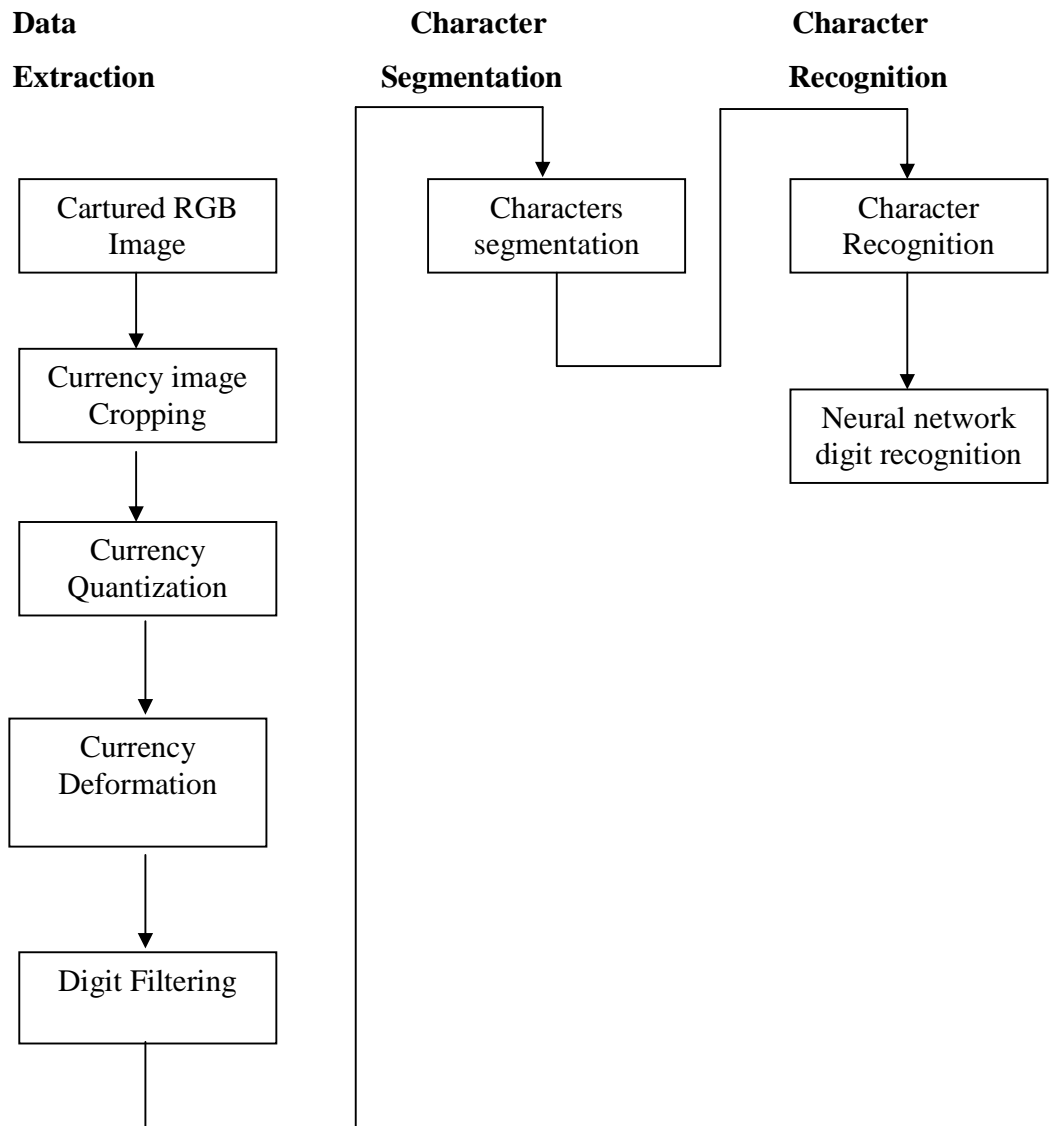 Data
Extraction
Cartured RGB
Image
Currency image
Cropping
Currency
Quantization
Currency
Deformation
Digit Filtering
Character
Segmentation
Characters
segmentation
Character
Recognition
Character
Recognition
Neural network
digit recognition